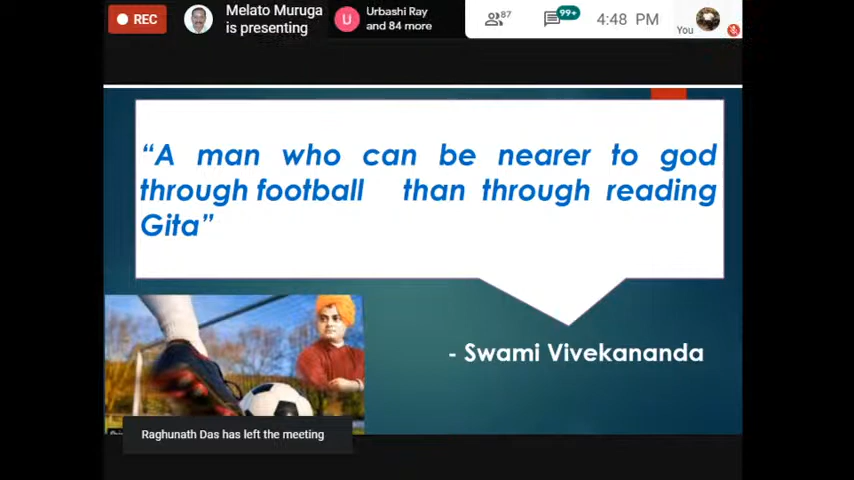 REC
Melato Muruga
is presenting
U
Urbashi Ray
and 84 more
87
99+
4:48 PM
You
“A man who can be nearer to god
through football than through reading
Gita”
- Swami Vivekananda
Raghunath Das has left the meeting